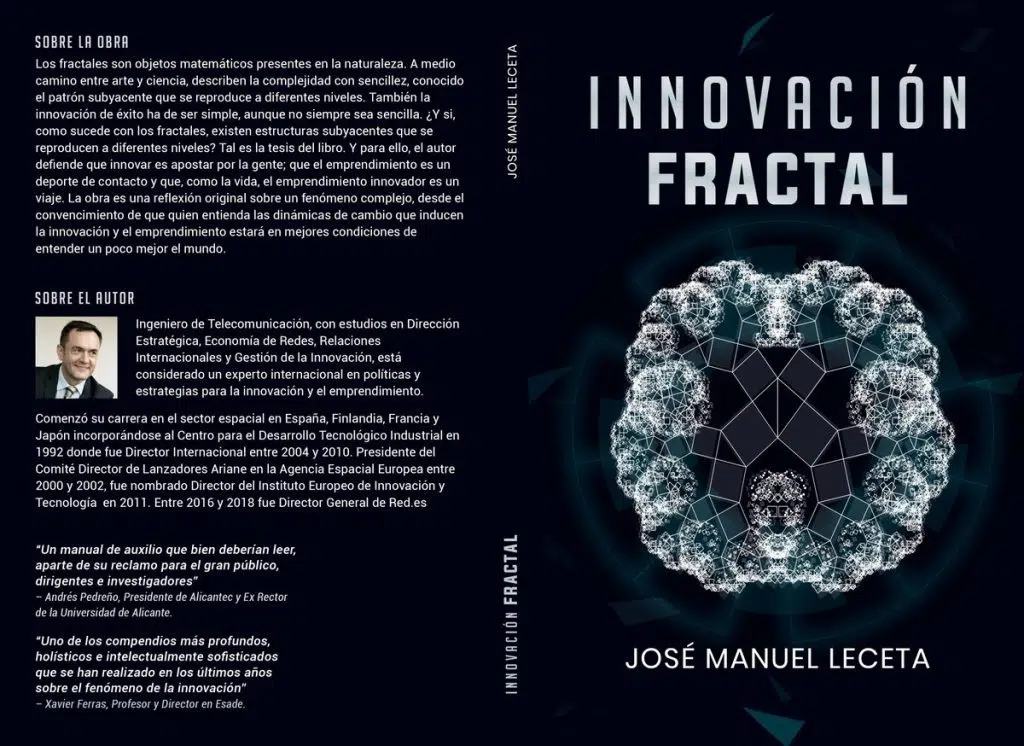 SOBRE LA OBRA
Los fractales son objetos matemáticos presentes en la naturaleza. A medio
camino entre arte y ciencia, describen la complejidad con sencillez, conocido
el patrón subyacente que se reproduce a diferentes niveles. También la
innovación de éxito ha de ser simple, aunque no siempre sea sencilla. ¿Y si,
como sucede con los fractales, existen estructuras subyacentes que se
reproducen a diferentes niveles? Tal es la tesis del libro. Y para ello, el autor
defiende que innovar es apostar por la gente; que el emprendimiento es un
deporte de contacto y que, como la vida, el emprendimiento innovador es un
viaje. La obra es una reflexión original sobre un fenómeno complejo, desde el
convencimiento de que quien entienda las dinámicas de cambio que inducen
la innovación y el emprendimiento estará en mejores condiciones de
entender un poco mejor el mundo.
SOBRE EL AUTOR
Ingeniero de Telecomunicación, con estudios en Dirección
Estratégica, Economía de Redes, Relaciones
Internacionales y Gestión de la Innovación, está
considerado un experto internacional en políticas y
estrategias para la innovación y el emprendimiento.
Comenzó su carrera en el sector espacial en España, Finlandia, Francia y
Japón incorporándose al Centro para el Desarrollo Tecnológico Industrial en
1992 donde fue Director Internacional entre 2004 y 2010. Presidente del
Comité Director de Lanzadores Ariane en la Agencia Espacial Europea entre
2000 y 2002, fue nombrado Director del Instituto Europeo de Innovación y
Tecnología en 2011. Entre 2016 y 2018 fue Director General de Red.es
“Un manual de auxilio que bien deberían leer,
aparte de su reclamo para el gran público,
dirigentes e investigadores”
– Andrés Pedreño, Presidente de Alicantec y Ex Rector
de la Universidad de Alicante.
“Uno de los compendios más profundos,
holísticos e intelectualmente sofisticados
que se han realizado en los últimos años
sobre el fenómeno de la innovación”
– Xavier Ferras, Profesor y Director en Esade.
JOSÉ MANUEL LECETA
INNOVACIÓN FRACTAL
INNOVACIÓN
FRACTAL
JOSÉ MANUEL LECETA